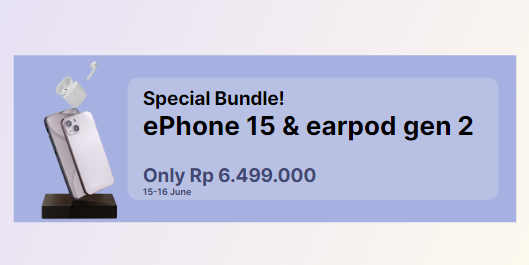 Special Bundle!
ePhone 15 & earpod gen 2
Only Rp 6.499.000
15-16 June